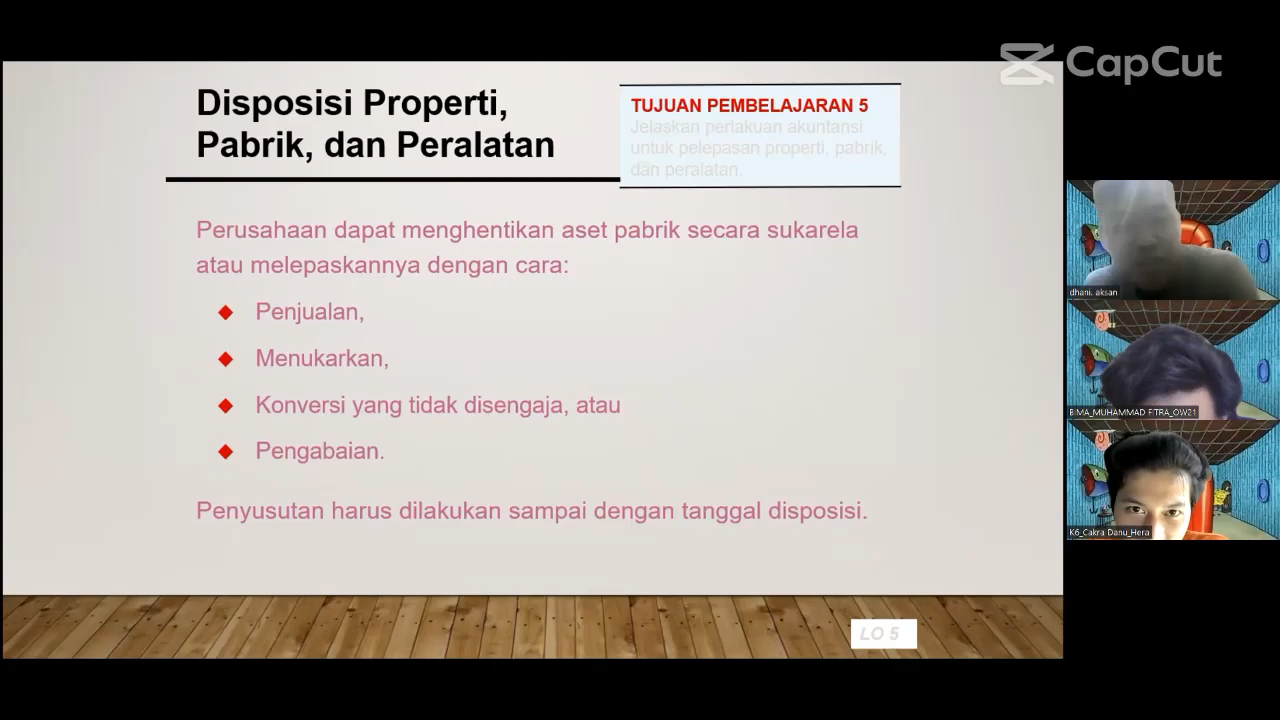 CapCut
Disposisi Properti,
Pabrik, dan Peralatan
TUJUAN PEMBELAJARAN 5
Jelaskan perlakuan akuntansi
untuk pelepasan properti, pabrik,
dan peralatan.
Perusahaan dapat menghentikan aset pabrik secara sukarela
atau melepaskannya dengan cara:
Penjualan,
Menukarkan,
Konversi yang tidak disengaja, atau
Pengabaian.
Penyusutan harus dilakukan sampai dengan tanggal disposisi.
LO 5
dhani. aksan
BIMA_MUHAMMAD FITRA_OW21
K6_Cakra Danu_Hera